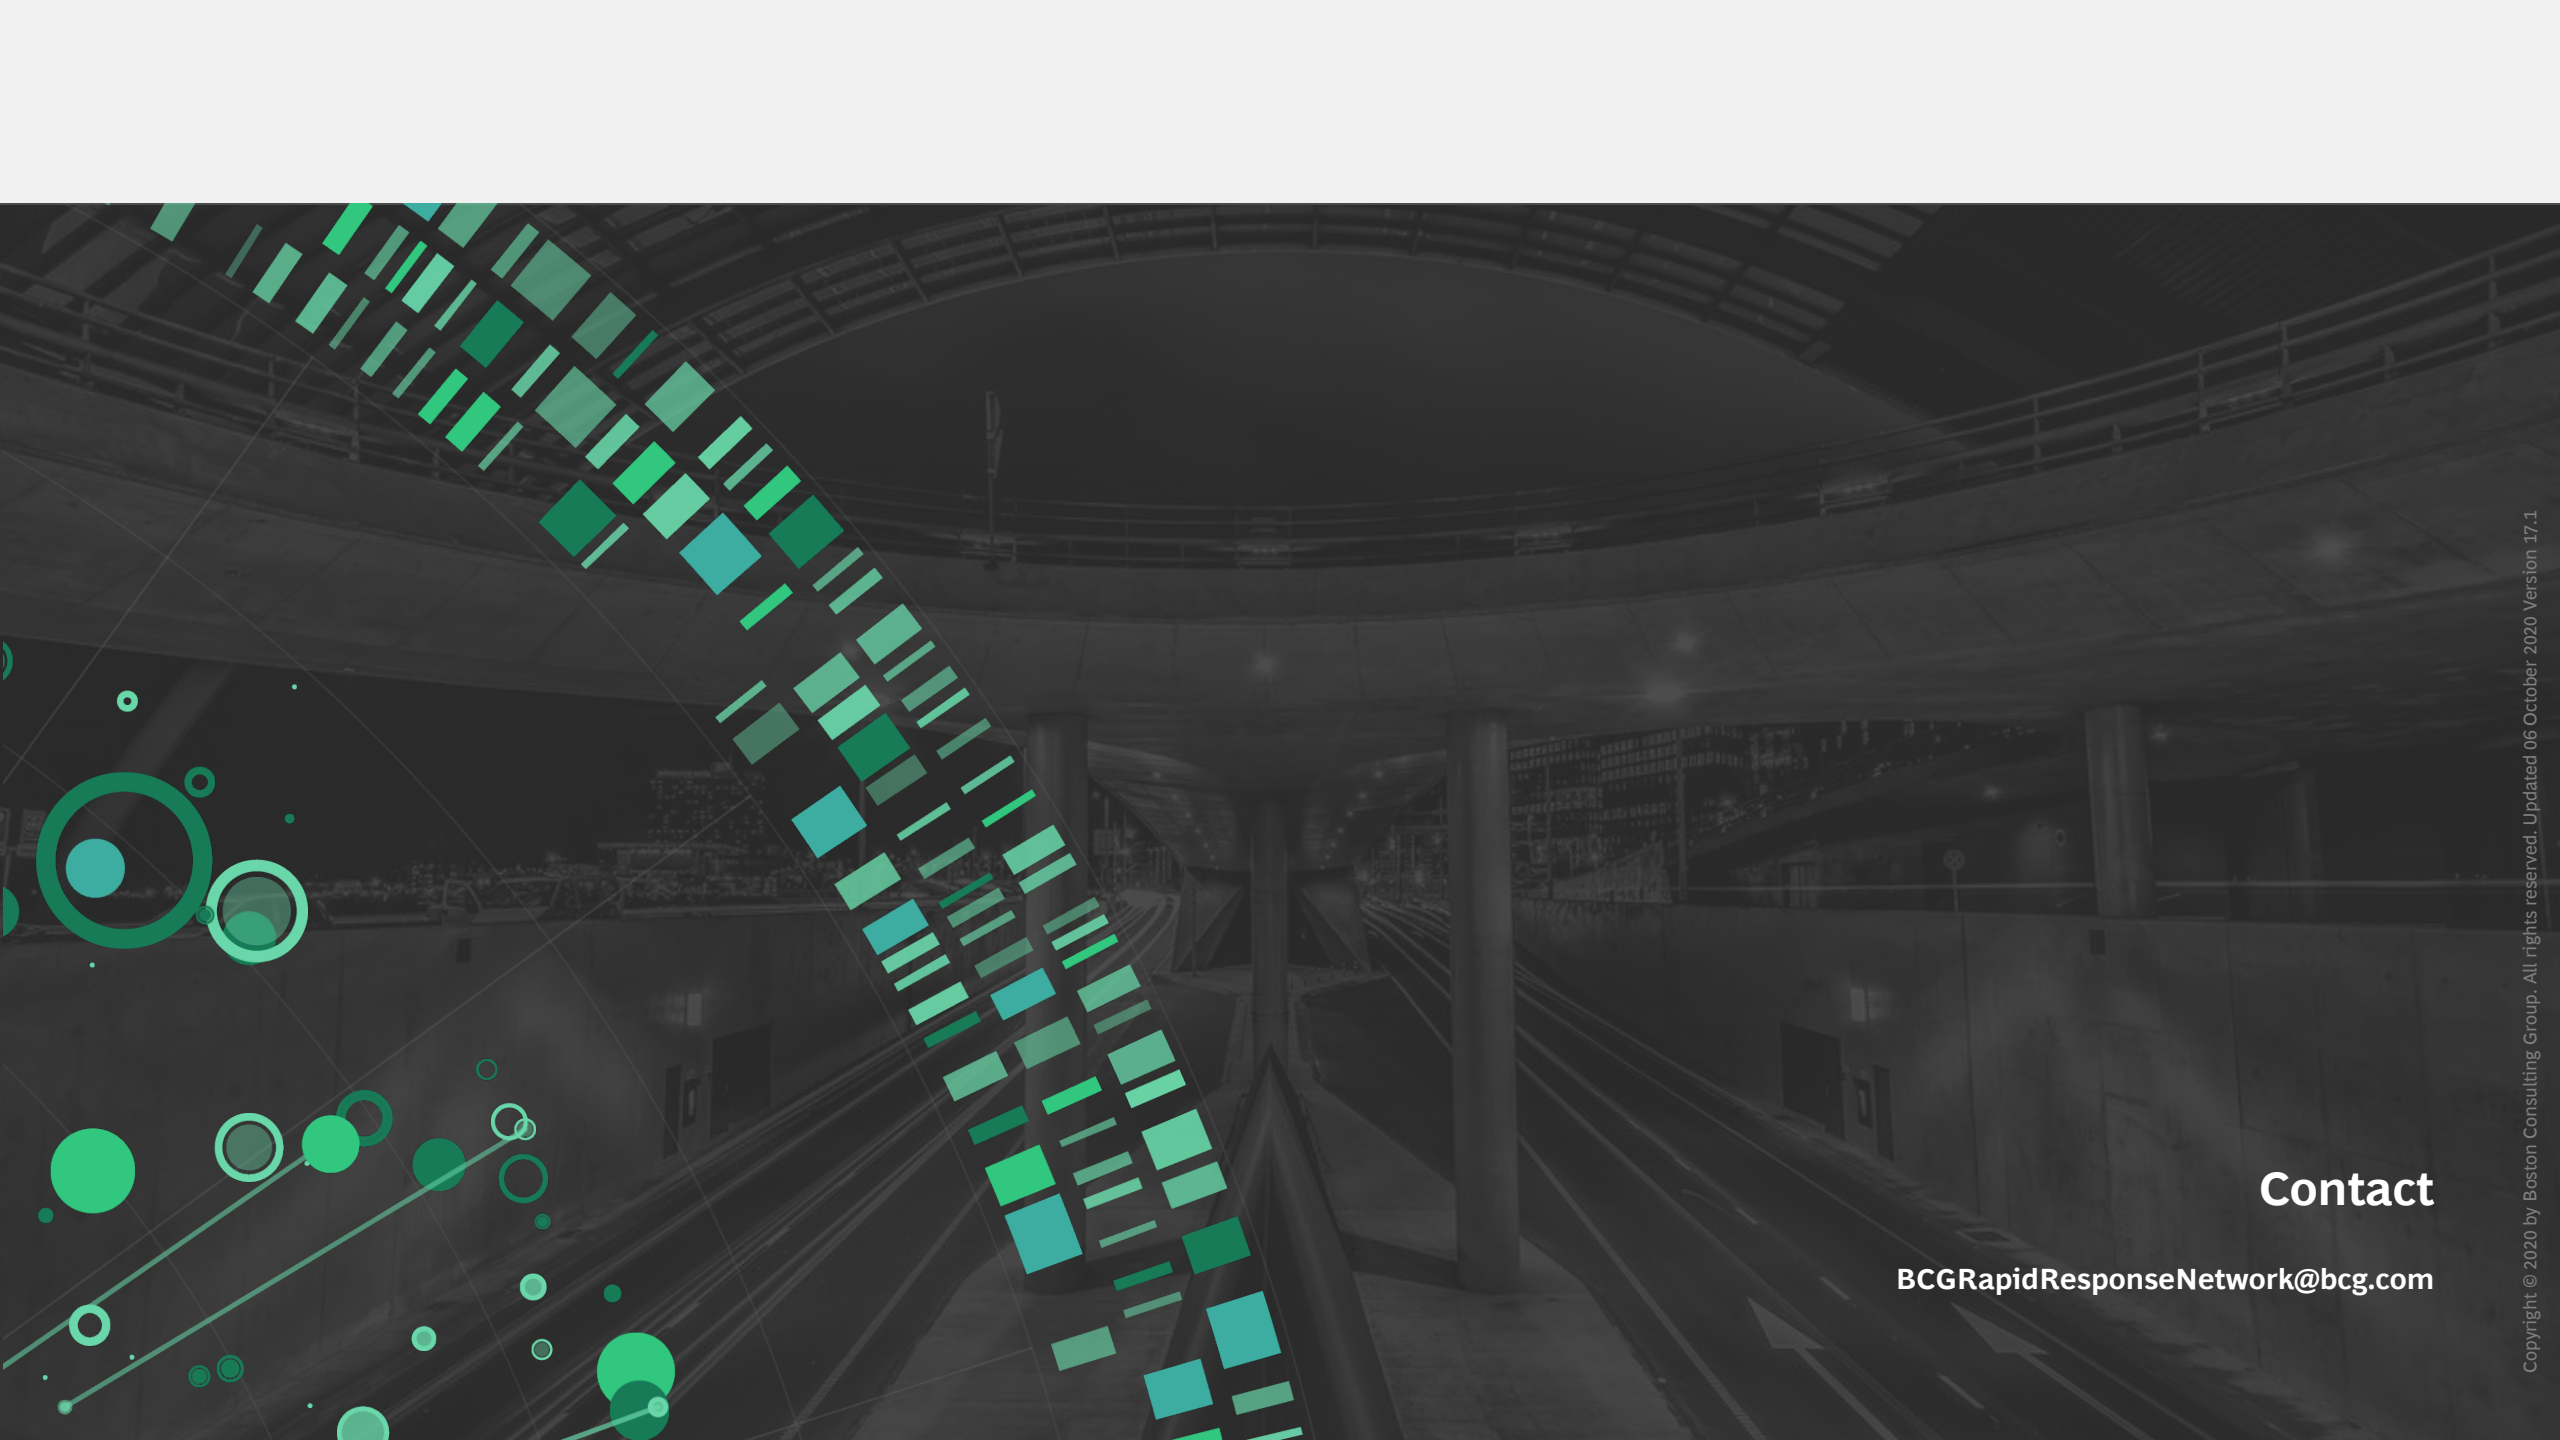 Contact
BCGRapidResponseNetwork@bcg.com
Copyright © 2020 by Boston Consulting Group. All rights reserved. Updated 06 October 2020 Version 17.1